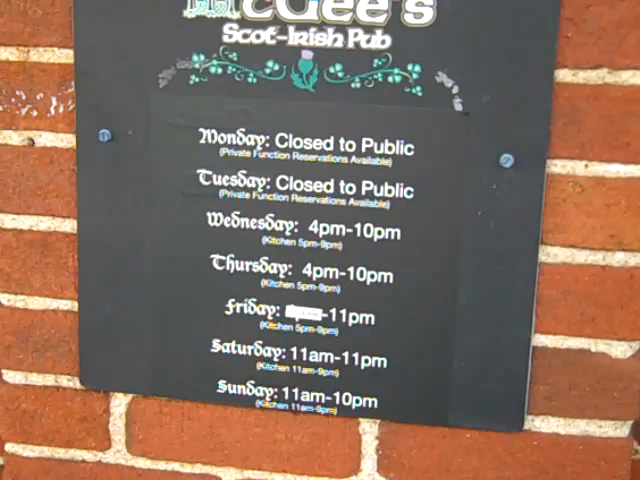 McGee's
Scot-Irish Pub
Monday: Closed to Public
(Private Function Reservations Available)
Tuesday: Closed to Public
(Private Function Reservations Available)
Wednesday: 4pm-10pm
(Kitchen 5pm-9pm)
Thursday: 4pm-10pm
(Kitchen 5pm-9pm)
Friday: -11pm
(Kitchen 5pm-9pm)
Saturday: 11am-11pm
(Kitchen 11am-9pm)
Sunday: 11am-10pm
(Kitchen 11am-8pm)